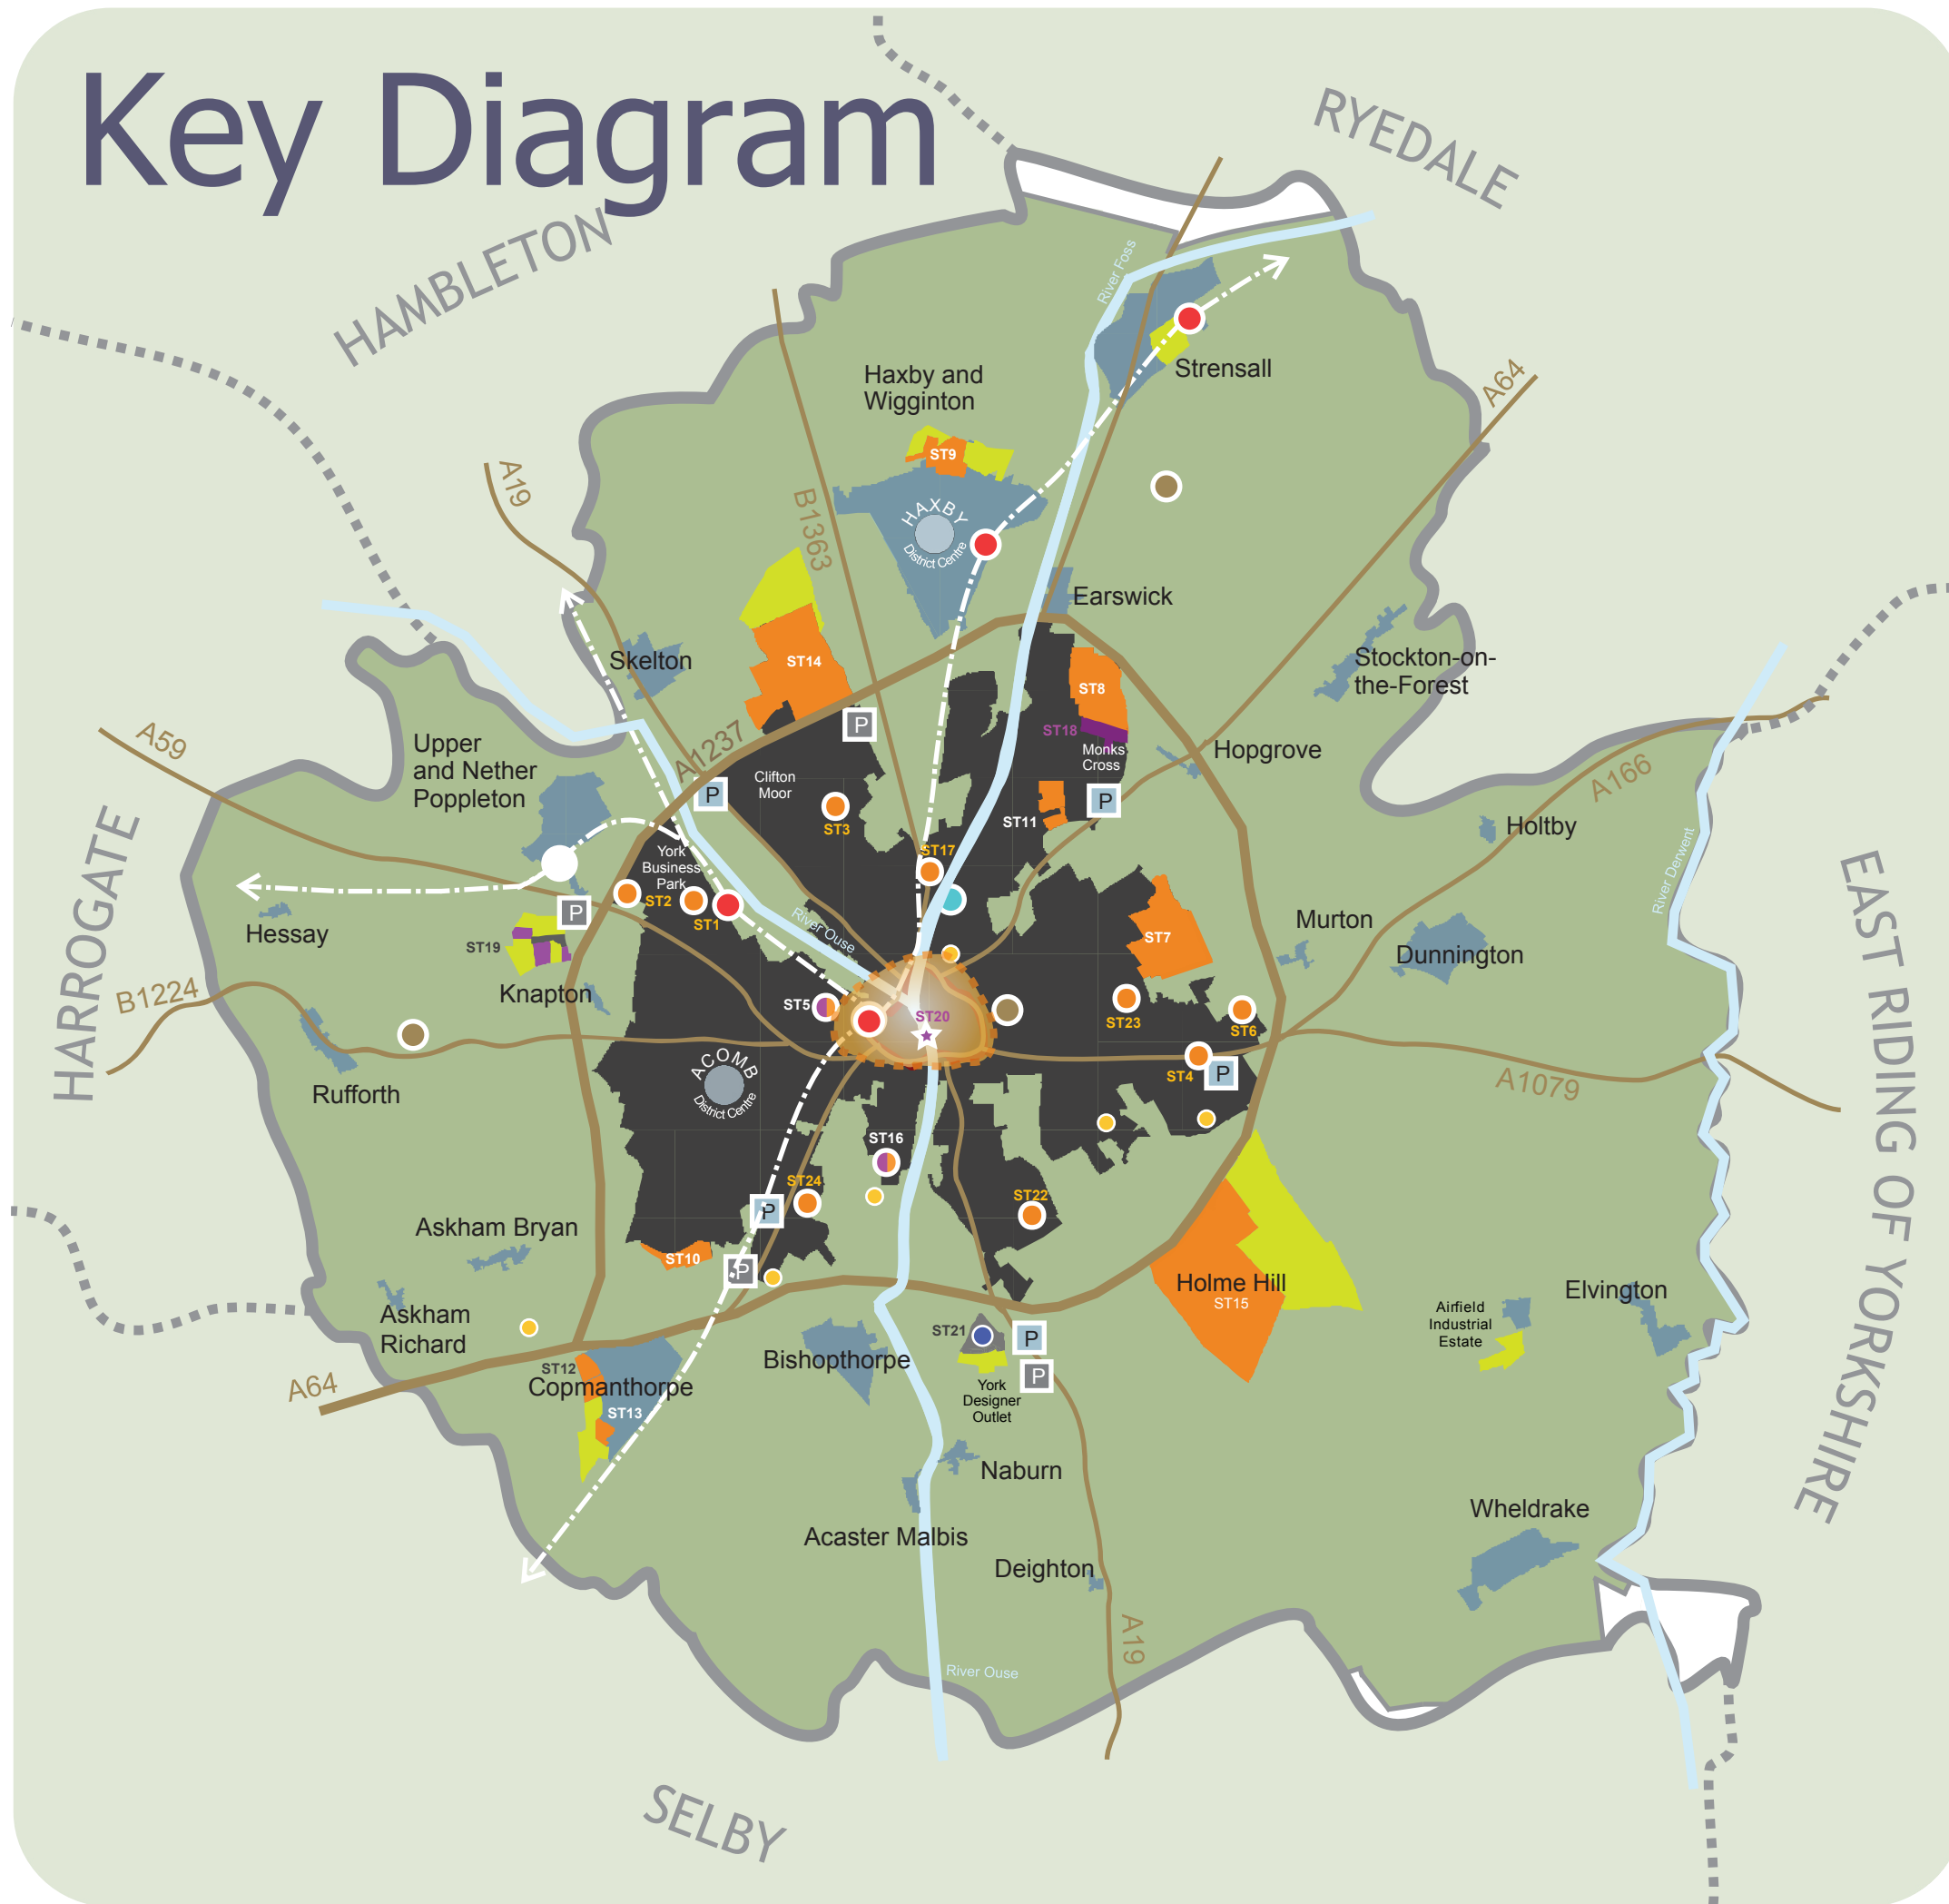 Key Diagram
RYEDALE
HAMBLETON
River Foss
Strensall
A64
Haxby and
Wigginton
ST9
A19
B1363
HAXBY
District Centre
Earswick
Skelton
ST14
ST8
Stockton-on-
the-Forest
A59
Upper
and Nether
Poppleton
A1237
P
ST18
Monks
Cross
Hopgrove
A166
Clifton
Moor
P
P
ST3
ST11
Holtby
HARROGATE
York
Business
Park
ST17
River Derwent
EAST RIDING OF YORKSHIRE
ST2
ST1
P
River Ouse
Murton
Hessay
ST19
ST7
Dunnington
B1224
Knapton
ST5
ST20
ST23
ST6
Rufforth
ACOMB
District Centre
ST4
P
A1079
ST16
ST24
P
ST22
Askham Bryan
ST10
P
Holme Hill
ST15
Elvington
Askham
Richard
Airfield
Industrial
Estate
ST21
P
A64
ST12
Copmanthorpe
ST13
Bishopthorpe
P
York
Designer
Outlet
Naburn
Acaster Malbis
Wheldrake
Deighton
A19
River Ouse
SELBY